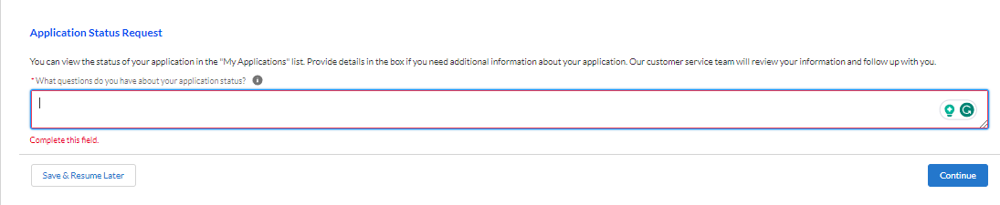 Application Status Request
You can view the status of your application in the "My Applications" list. Provide details in the box if you need additional information about your application. Our customer service team will review your information and follow up with you.
*What questions do you have about your application status? i
Complete this field.
Save & Resume Later
Continue